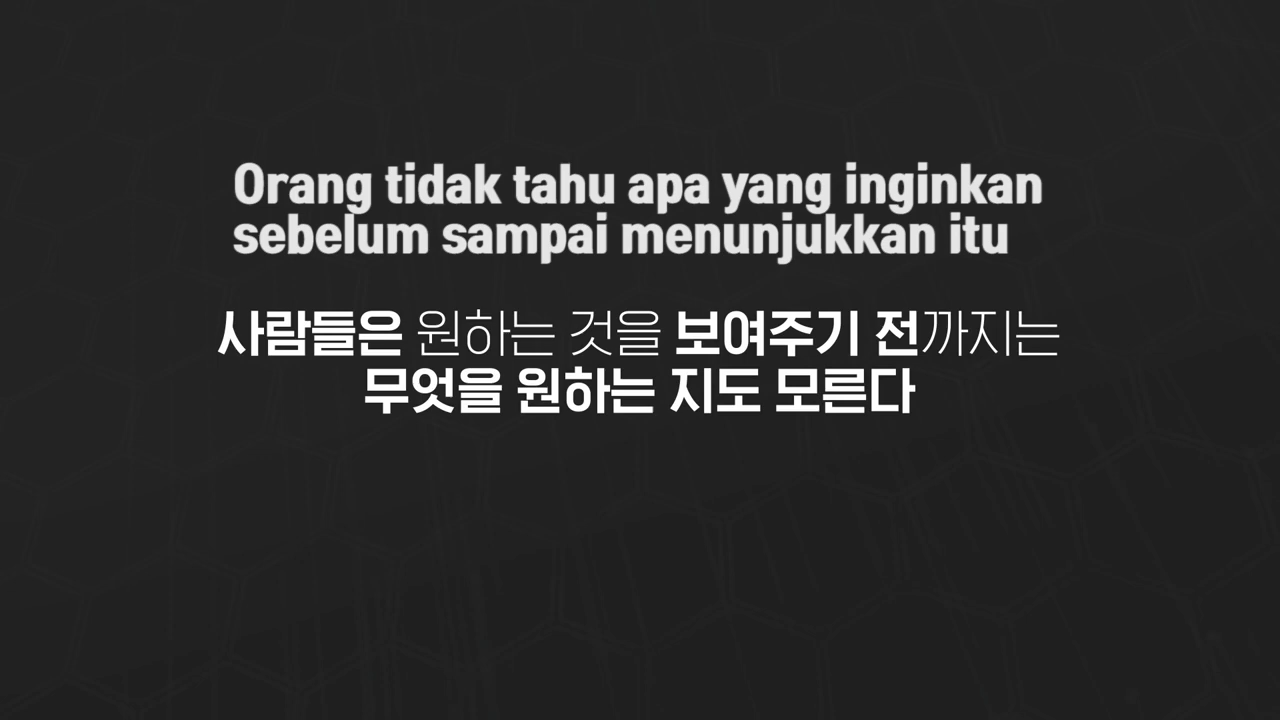 Orang tidak tahu apa yang inginkan
sebelum sampai menunjukkan itu
사람들은 원하는 것을 보여주기 전까지는
무엇을 원하는 지도 모른다